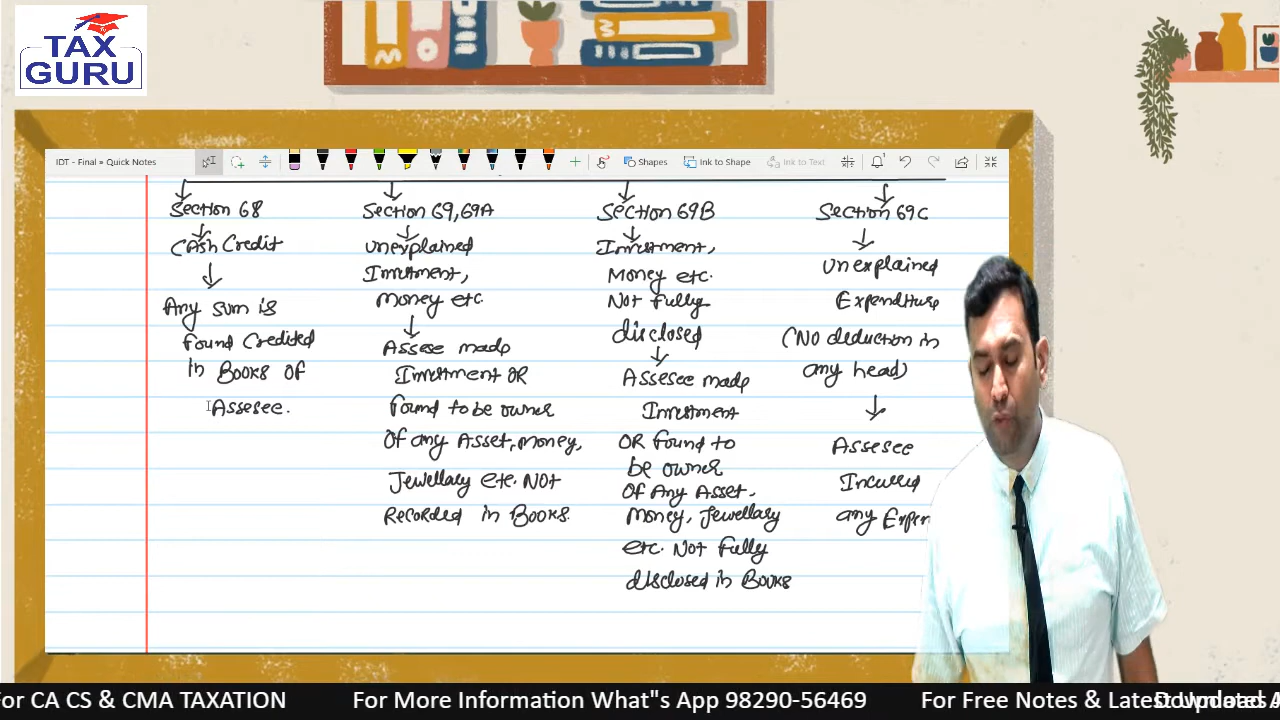 TAX
GURU
IDT - Final » Quick Notes
Shapes
Ink to Shape
Ink to Text
Section 68
Cash Credit
Any sum is
Found Credited
in Books of
Assesee.
Section 69, 69A
Unexplained
Investment,
Money etc.
Assese made
Investment OR
Found to be owner
Of any Asset, Money,
Jewellary etc. NOT
Recorded in Books.
Section 69B
Investment,
Money etc.
Not fully
disclosed
Assesee made
Investment
OR found to
be owner
Of Any Asset,
Money, Jewellary
etc. Not fully
disclosed in Books
Section 69C
Unexplained
Expenditure
(NO deduction in
any head)
Assesee
Incurred
any
For CA CS & CMA TAXATION For More Information What"s App 98290-56469 For Free Notes &